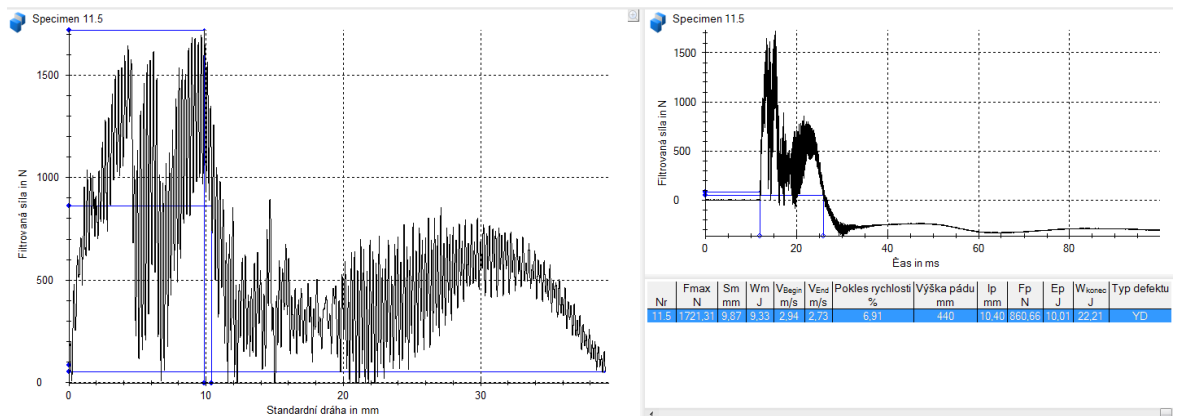 Specimen 11.5
Filtrovaná síla in N
1500
1000
500
0
0
10
20
30
Standardní dráha in mm
Specimen 11.5
Filtrovaná síla in N
1500
1000
500
0
0
20
40
60
80
Èas in ms
Nr Fmax N Sm mm Wm J VBegin m/s VEnd m/s Pokles rychlosti % Výška pádu mm lp mm Fp N Ep J Wkonec J Typ defektu
11.5 1721,31 9,87 9,33 2,94 2,73 6,91 440 10,40 860,66 10,01 22,21 YD